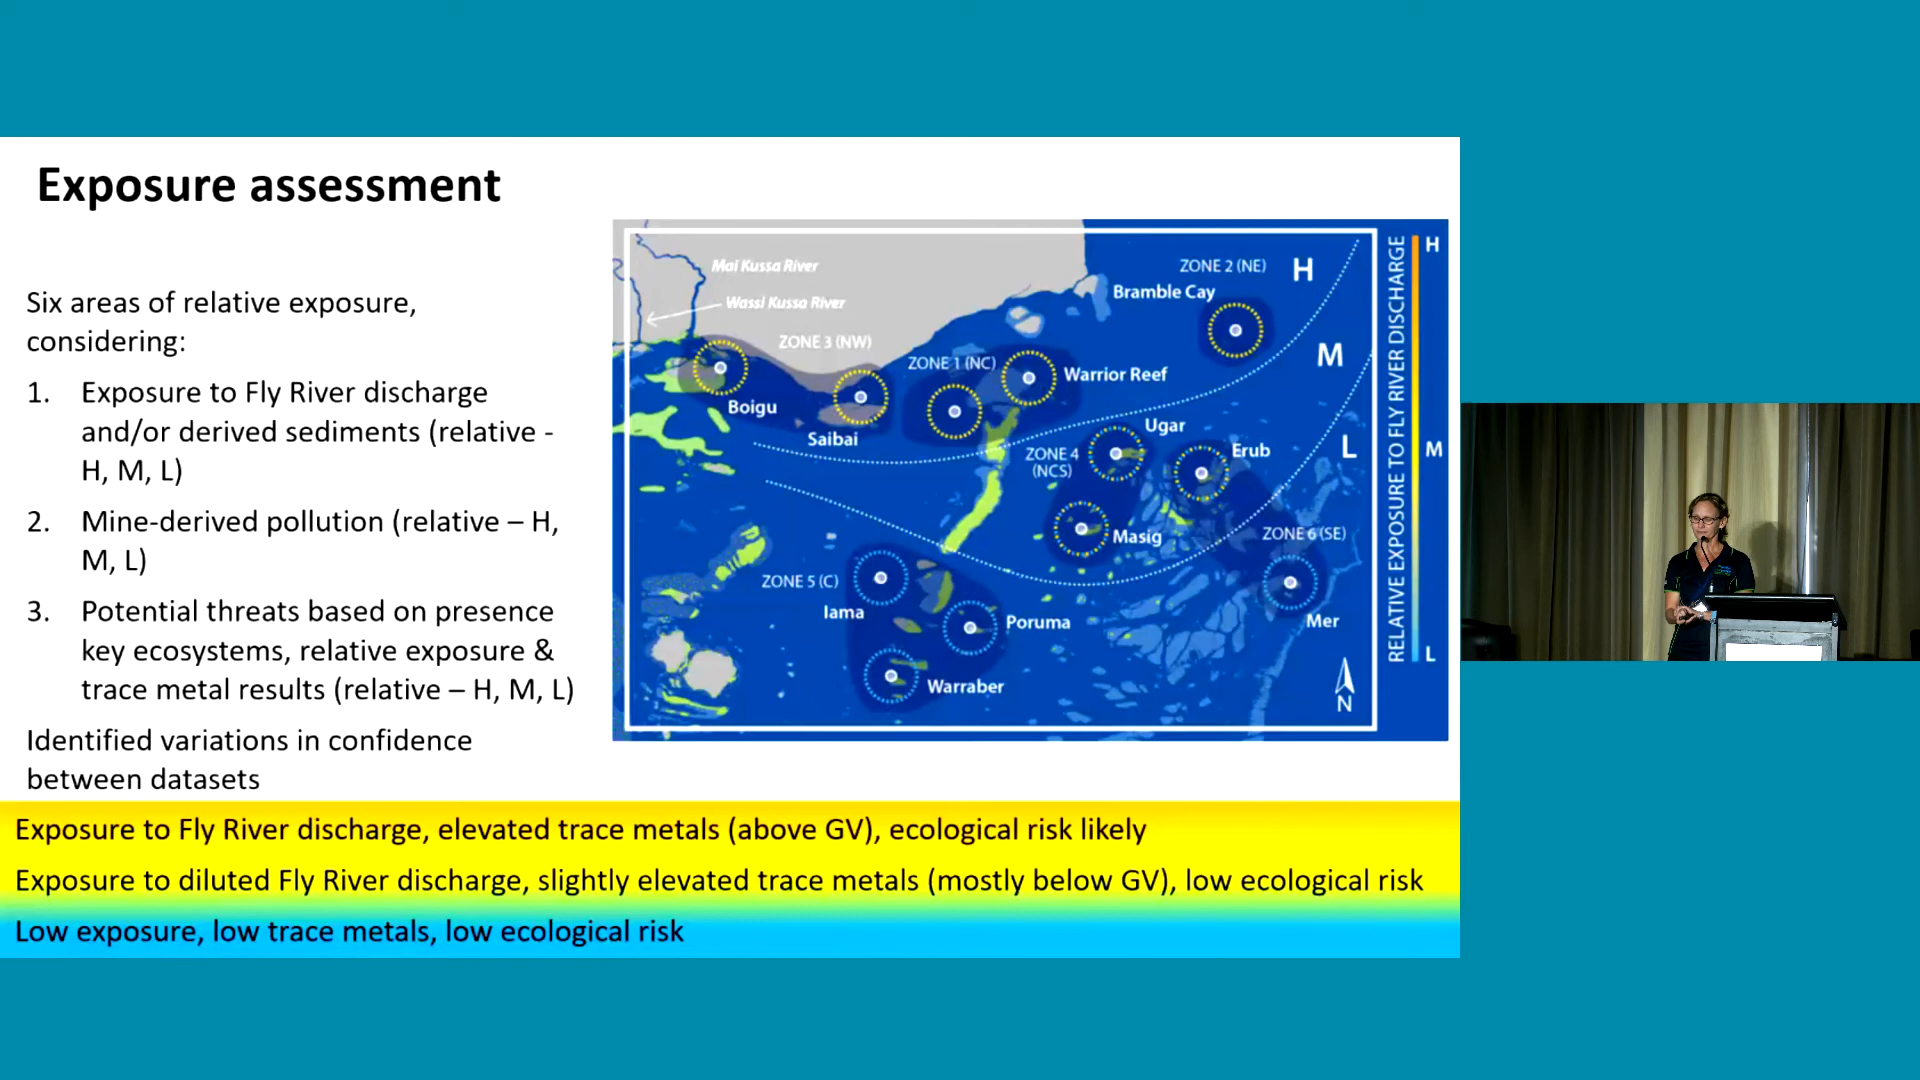 Exposure assessment
Six areas of relative exposure,
considering:
1. Exposure to Fly River discharge
and/or derived sediments (relative -
H, M, L)
2. Mine-derived pollution (relative – H,
M, L)
3. Potential threats based on presence
key ecosystems, relative exposure &
trace metal results (relative – H, M, L)
Identified variations in confidence
between datasets
Mai Kussa River
Wassi Kussa River
ZONE 2 (NE)
H
Bramble Cay
ZONE 3 (NW)
M
ZONE 1 (NC)
Warrior Reef
Boigu
Saibai
Ugar
ZONE 4
(NCS)
Erub
L
Masig
ZONE 6 (SE)
ZONE 5 (C)
Iama
Poruma
Mer
Warraber
N
RELATIVE EXPOSURE TO FLY RIVER DISCHARGE
H
M
L
Exposure to Fly River discharge, elevated trace metals (above GV), ecological risk likely
Exposure to diluted Fly River discharge, slightly elevated trace metals (mostly below GV), low ecological risk
Low exposure, low trace metals, low ecological risk